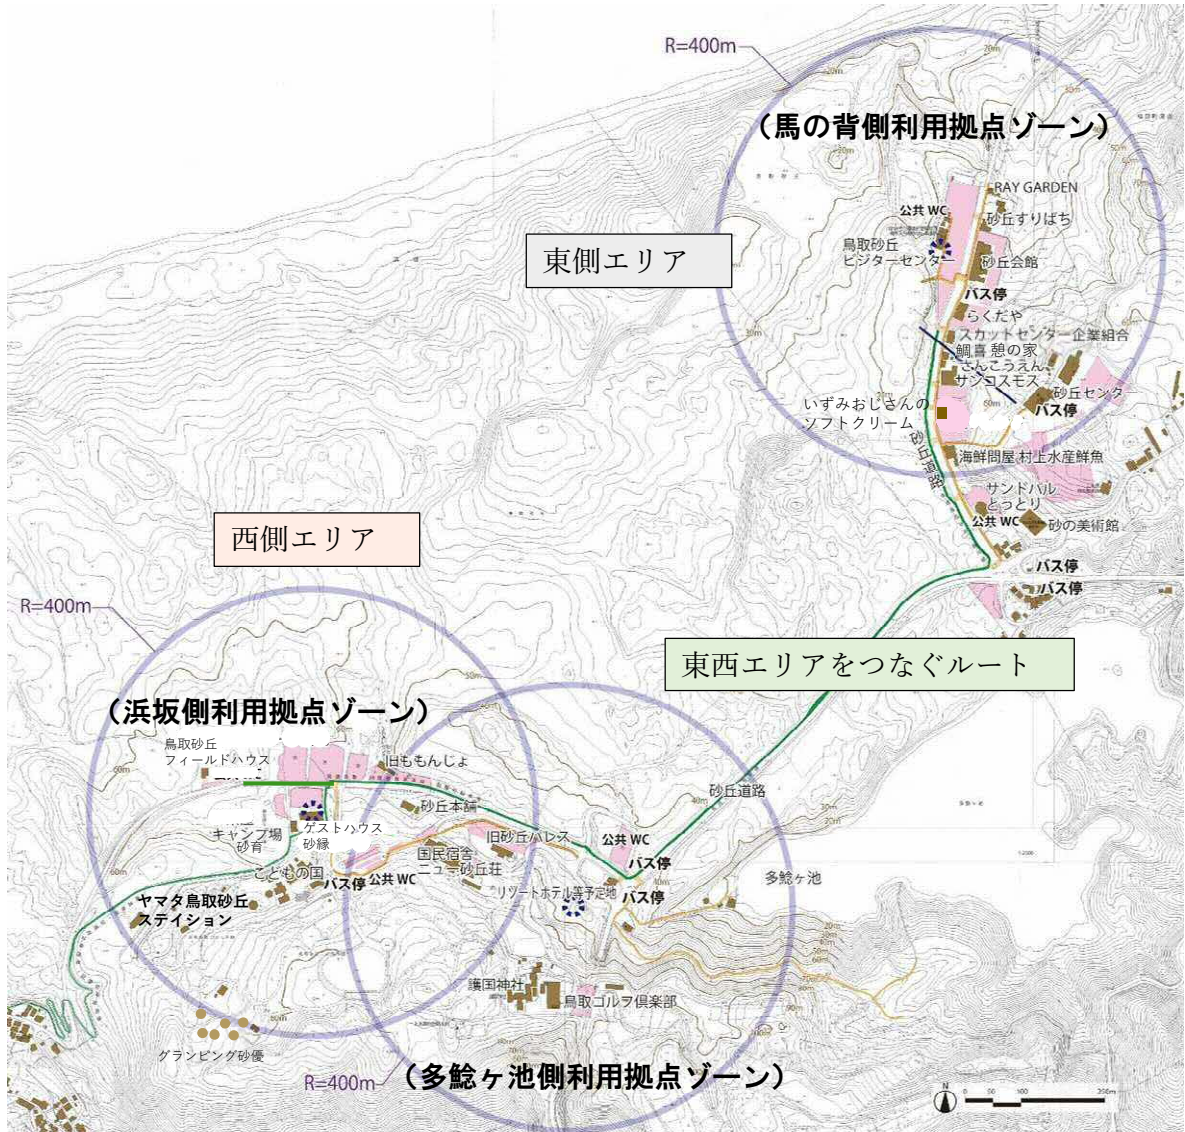 R=400m
（馬の背側利用拠点ゾーン）
RAY GARDEN
公共 WC
砂丘すりばち
鳥取砂丘
ビジターセンター
砂丘会館
東側エリア
バス停
らくだや
スカットセンター企業組合
鯛喜 憩の家
さんこうえん
サンコスモス
砂丘センタ
バス停
いずみおじさんの
ソフトクリーム
砂丘道路
海鮮問屋 村上水産鮮魚
サンドパル
とっとり
公共 WC
砂の美術館
バス停
バス停
西側エリア
R=400m
東西エリアをつなぐルート
（浜坂側利用拠点ゾーン）
鳥取砂丘
フィールドハウス
旧ももんじょ
砂丘本舗
砂丘道路
キャンプ場
砂育
ゲストハウス
砂縁
旧砂丘パレス
公共 WC
国民宿舎
ニュー砂丘荘
バス停
こどもの国
バス停
公共 WC
リゾートホテル等予定地
バス停
多鯰ヶ池
ヤマタ鳥取砂丘
ステイション
護国神社
鳥取ゴルフ倶楽部
グランピング砂優
R=400m
（多鯰ヶ池側利用拠点ゾーン）
N
0 50 100